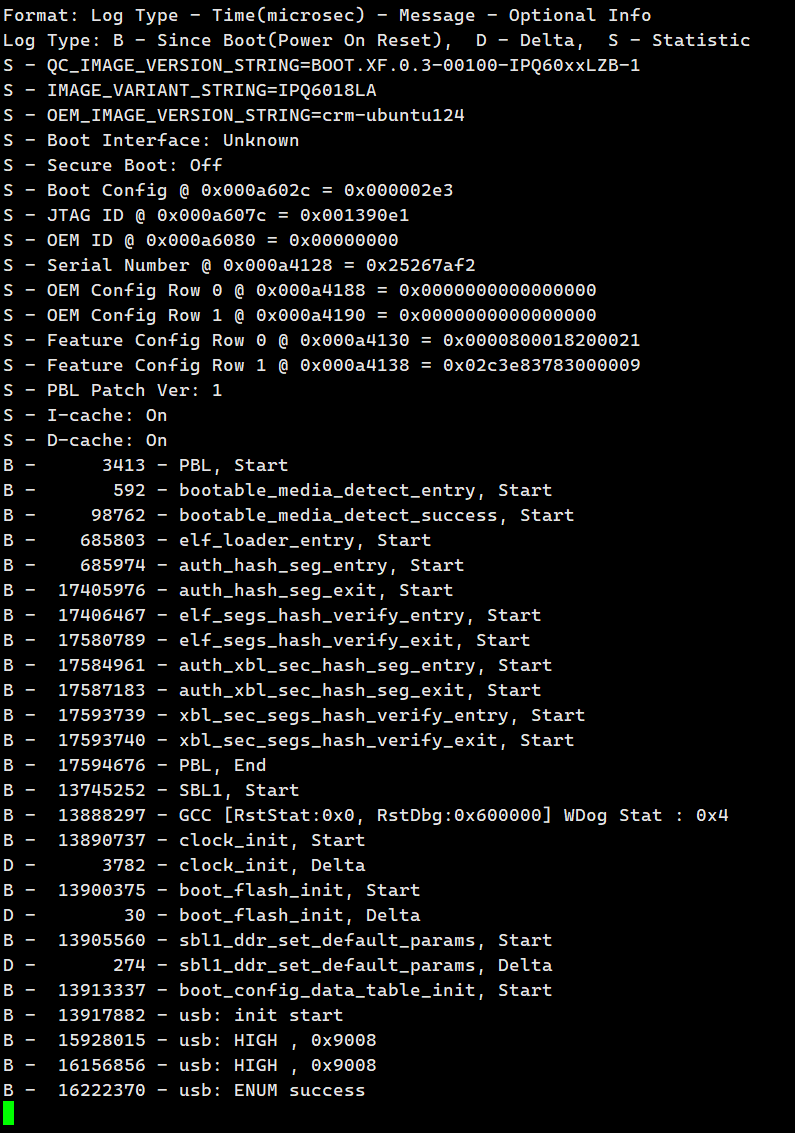 Format: Log Type - Time(microsec) - Message - Optional Info
Log Type: B - Since Boot(Power On Reset),  D - Delta,  S - Statistic
S - QC_IMAGE_VERSION_STRING=BOOT.XF.0.3-00100-IPQ60xxLZB-1
S - IMAGE_VARIANT_STRING=IPQ6018LA
S - OEM_IMAGE_VERSION_STRING=crm-ubuntu124
S - Boot Interface: Unknown
S - Secure Boot: Off
S - Boot Config @ 0x000a602c = 0x000002e3
S - JTAG ID @ 0x000a607c = 0x001390e1
S - OEM ID @ 0x000a6080 = 0x00000000
S - Serial Number @ 0x000a4128 = 0x25267af2
S - OEM Config Row 0 @ 0x000a4188 = 0x0000000000000000
S - OEM Config Row 1 @ 0x000a4190 = 0x0000000000000000
S - Feature Config Row 0 @ 0x000a4130 = 0x0000800018200021
S - Feature Config Row 1 @ 0x000a4138 = 0x02c3e83783000009
S - PBL Patch Ver: 1
S - I-cache: On
S - D-cache: On
B -      3413 - PBL, Start
B -       592 - bootable_media_detect_entry, Start
B -     98762 - bootable_media_detect_success, Start
B -    685803 - elf_loader_entry, Start
B -    685974 - auth_hash_seg_entry, Start
B -  17405976 - auth_hash_seg_exit, Start
B -  17406467 - elf_segs_hash_verify_entry, Start
B -  17580789 - elf_segs_hash_verify_exit, Start
B -  17584961 - auth_xbl_sec_hash_seg_entry, Start
B -  17587183 - auth_xbl_sec_hash_seg_exit, Start
B -  17593739 - xbl_sec_segs_hash_verify_entry, Start
B -  17593740 - xbl_sec_segs_hash_verify_exit, Start
B -  17594676 - PBL, End
B -  13745252 - SBL1, Start
B -  13888297 - GCC [RstStat:0x0, RstDbg:0x600000] WDog Stat : 0x4
B -  13890737 - clock_init, Start
D -      3782 - clock_init, Delta
B -  13900375 - boot_flash_init, Start
D -        30 - boot_flash_init, Delta
B -  13905560 - sbl1_ddr_set_default_params, Start
D -       274 - sbl1_ddr_set_default_params, Delta
B -  13913337 - boot_config_data_table_init, Start
B -  13917882 - usb: init start
B -  15928015 - usb: HIGH , 0x9008
B -  16156856 - usb: HIGH , 0x9008
B -  16222370 - usb: ENUM success